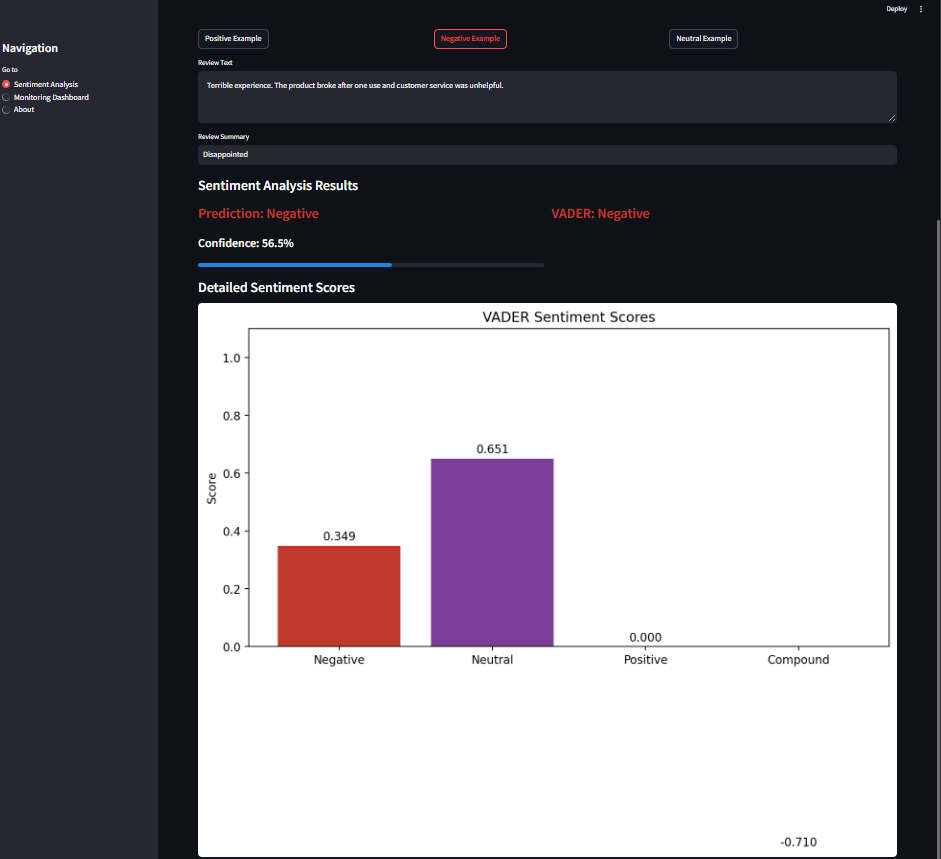 Deploy
Navigation
Go to
Sentiment Analysis
Monitoring Dashboard
About
Positive Example
Negative Example
Neutral Example
Review Text
Terrible experience. The product broke after one use and customer service was unhelpful.
Review Summary
Disappointed
Sentiment Analysis Results
Prediction: Negative
VADER: Negative
Confidence: 56.5%
Detailed Sentiment Scores
VADER Sentiment Scores
1.0
0.8
0.6
0.4
0.2
0.0
Score
0.349
0.651
0.000
-0.710
Negative
Neutral
Positive
Compound